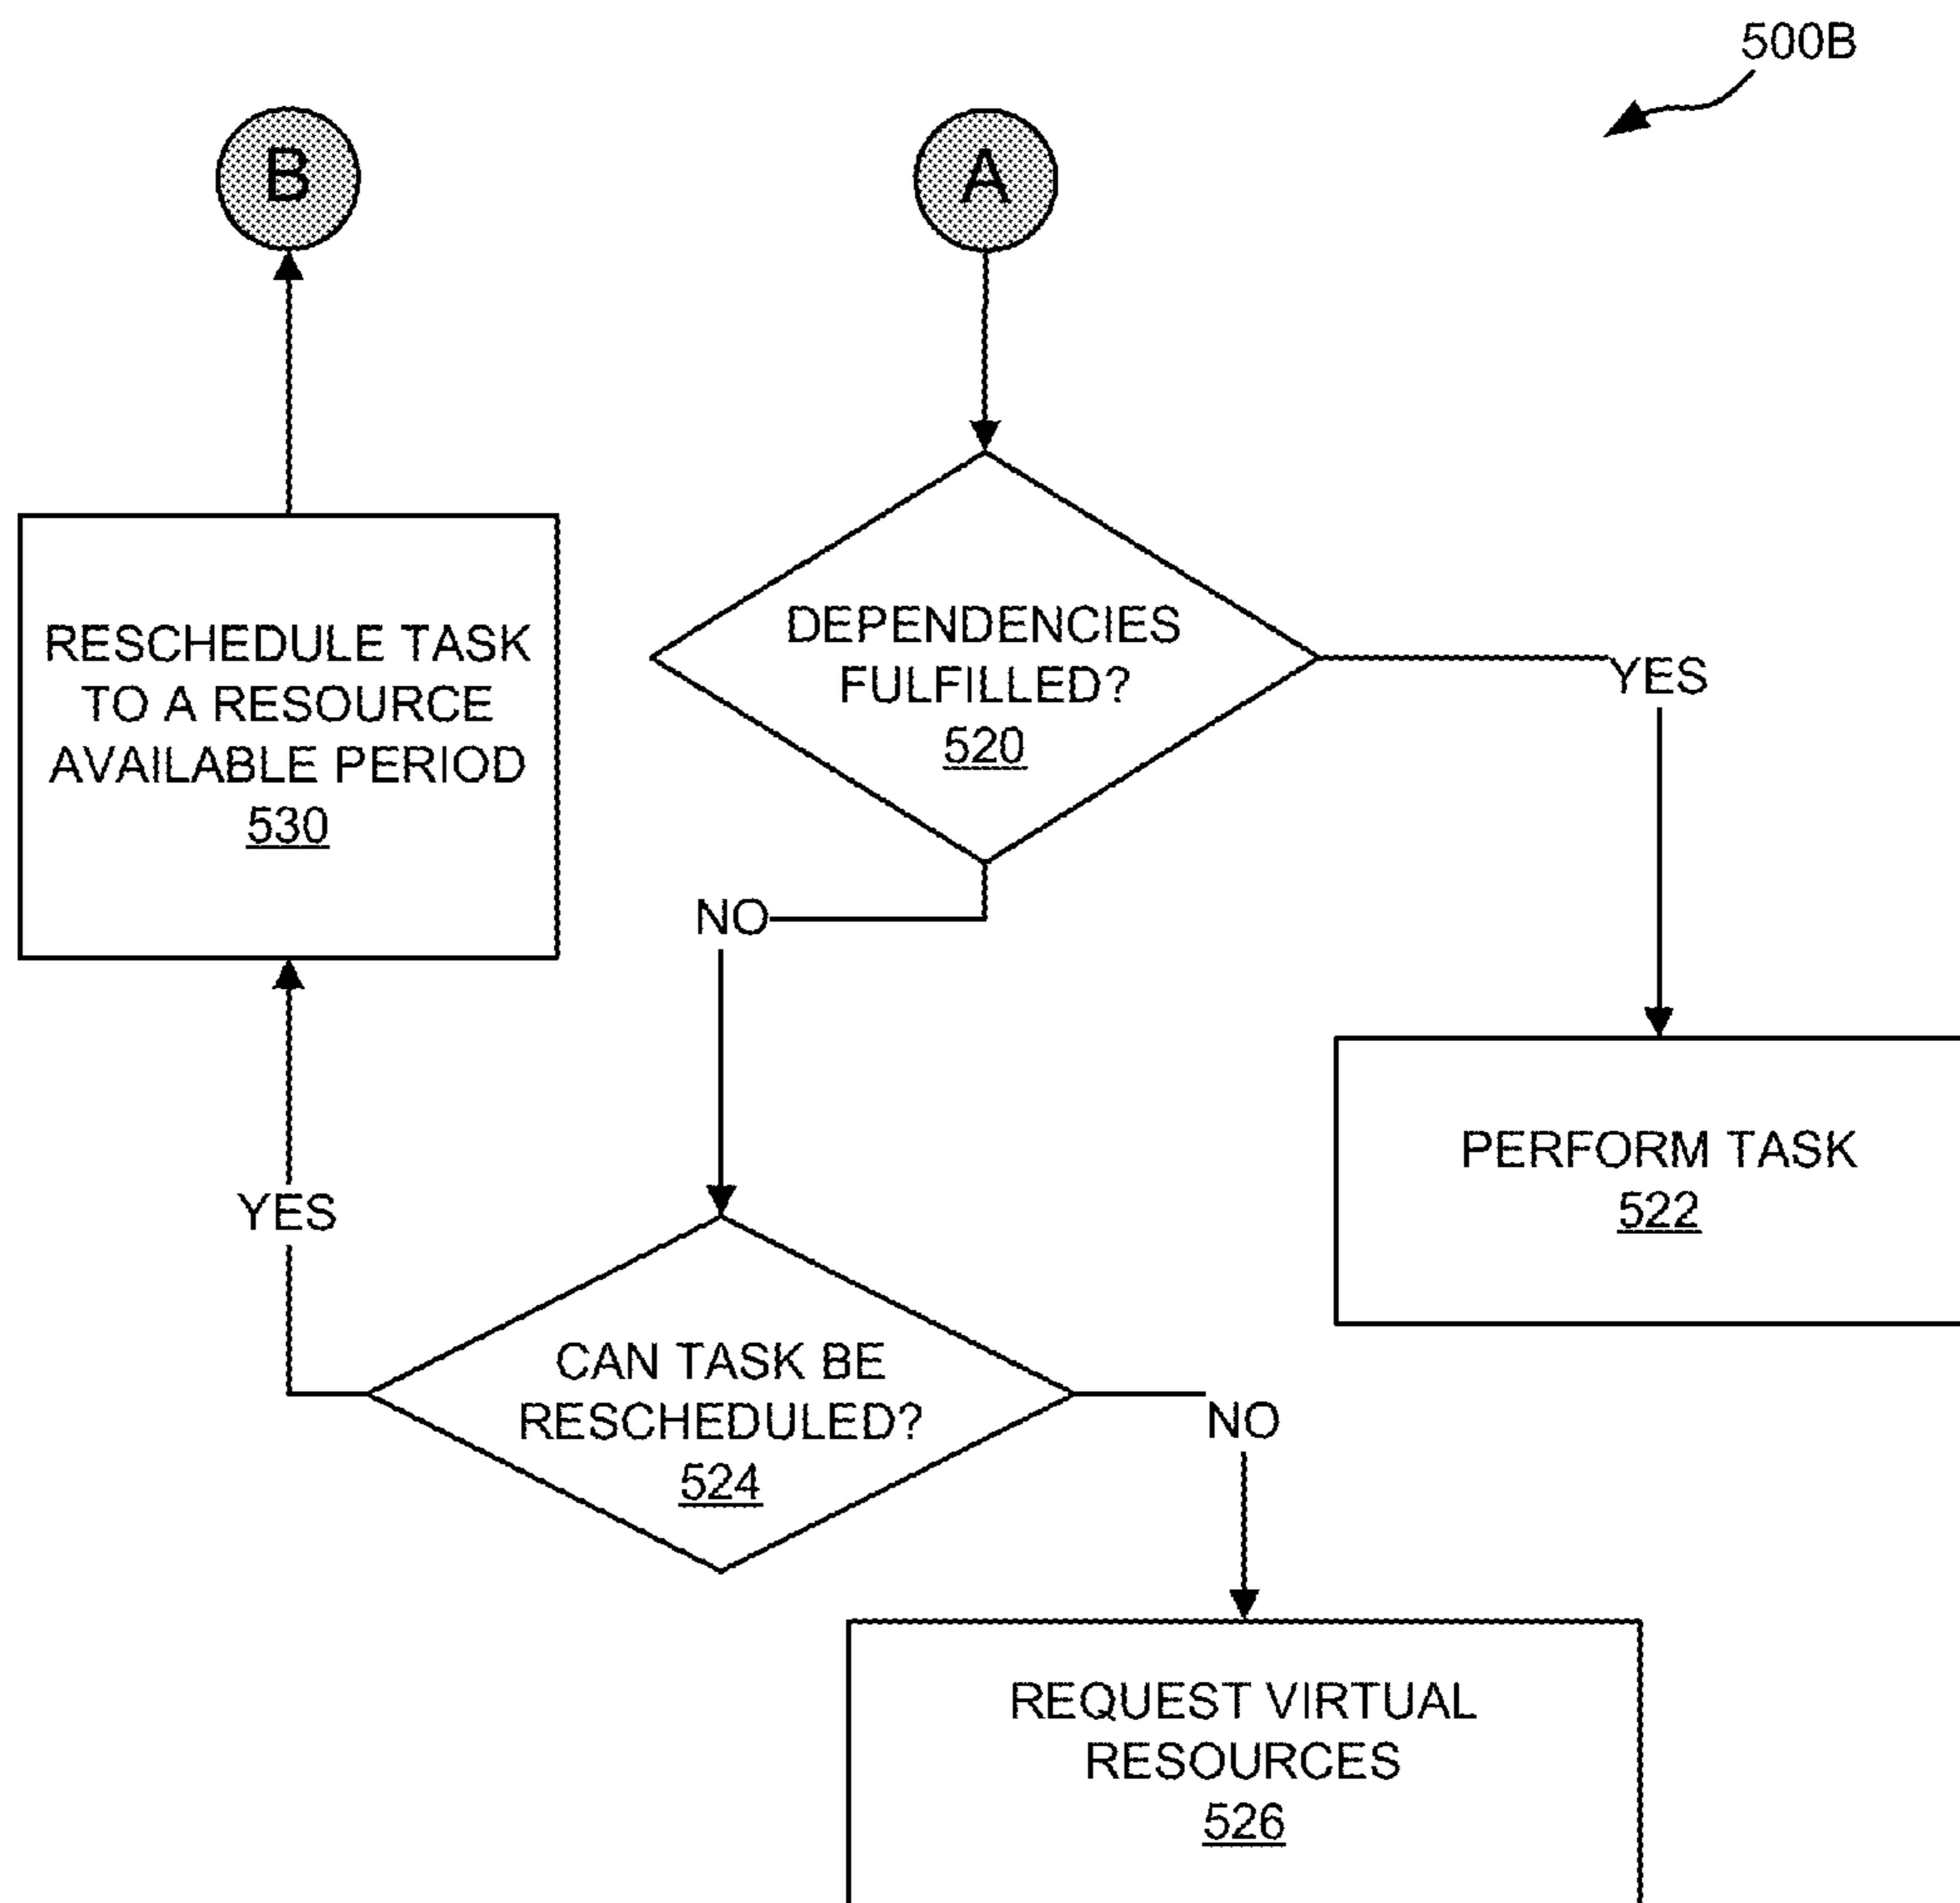 500B
B
A
DEPENDENCIES
FULFILLED?
520
YES
RESCHEDULE TASK
TO A RESOURCE
AVAILABLE PERIOD
530
NO
PERFORM TASK
522
YES
CAN TASK BE
RESCHEDULED?
524
NO
REQUEST VIRTUAL
RESOURCES
526